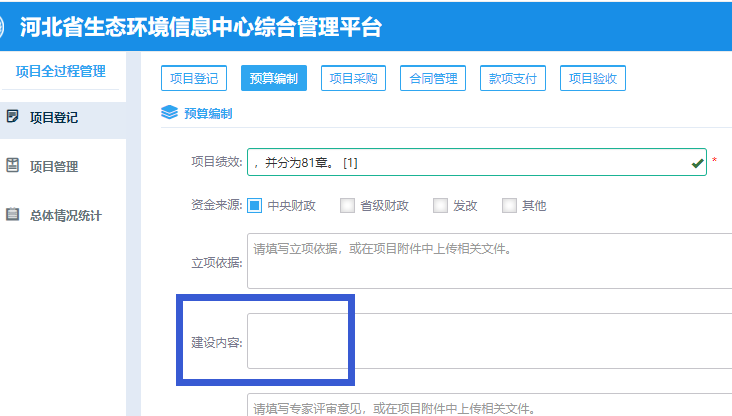 河北省生态环境信息中心综合管理平台
项目全过程管理
项目登记
项目管理
总体情况统计
项目登记 预算编制 项目采购 合同管理 款项支付 项目验收
预算编制
项目绩效: ，并分为81章。 [1] *
资金来源: 中央财政 省级财政 发改 其他
立项依据: 请填写立项依据，或在项目附件中上传相关文件。
建设内容:
请填写专家评审意见，或在项目附件中上传相关文件。